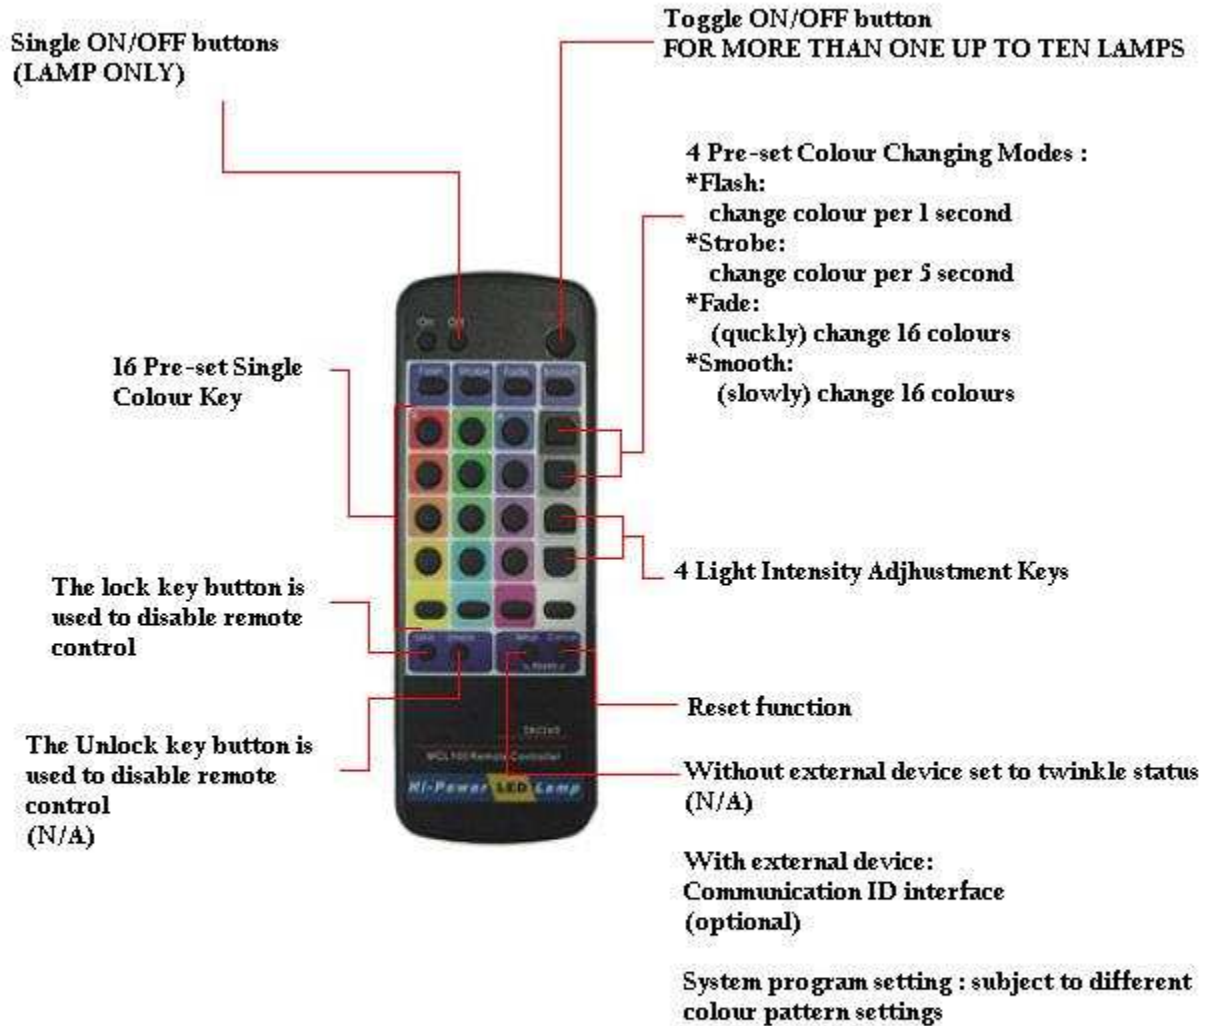 Single ON/OFF buttons
(LAMP ONLY)
Toggle ON/OFF button
FOR MORE THAN ONE UP TO TEN LAMPS
4 Pre-set Colour Changing Modes :
*Flash:
change colour per 1 second
*Strobe:
change colour per 5 second
*Fade:
(quckly) change 16 colours
*Smooth:
(slowly) change 16 colours
16 Pre-set Single
Colour Key
4 Light Intensity Adjhustment Keys
The lock key button is
used to disable remote
control
The Unlock key button is
used to disable remote
control
(N/A)
Reset function
Without external device set to twinkle status
(N/A)
With external device:
Communication ID interface
(optional)
System program setting : subject to different
colour pattern settings
On Off
Flash Strobe Fade Smooth
Remote Controller
Hi-Power LED Lamp